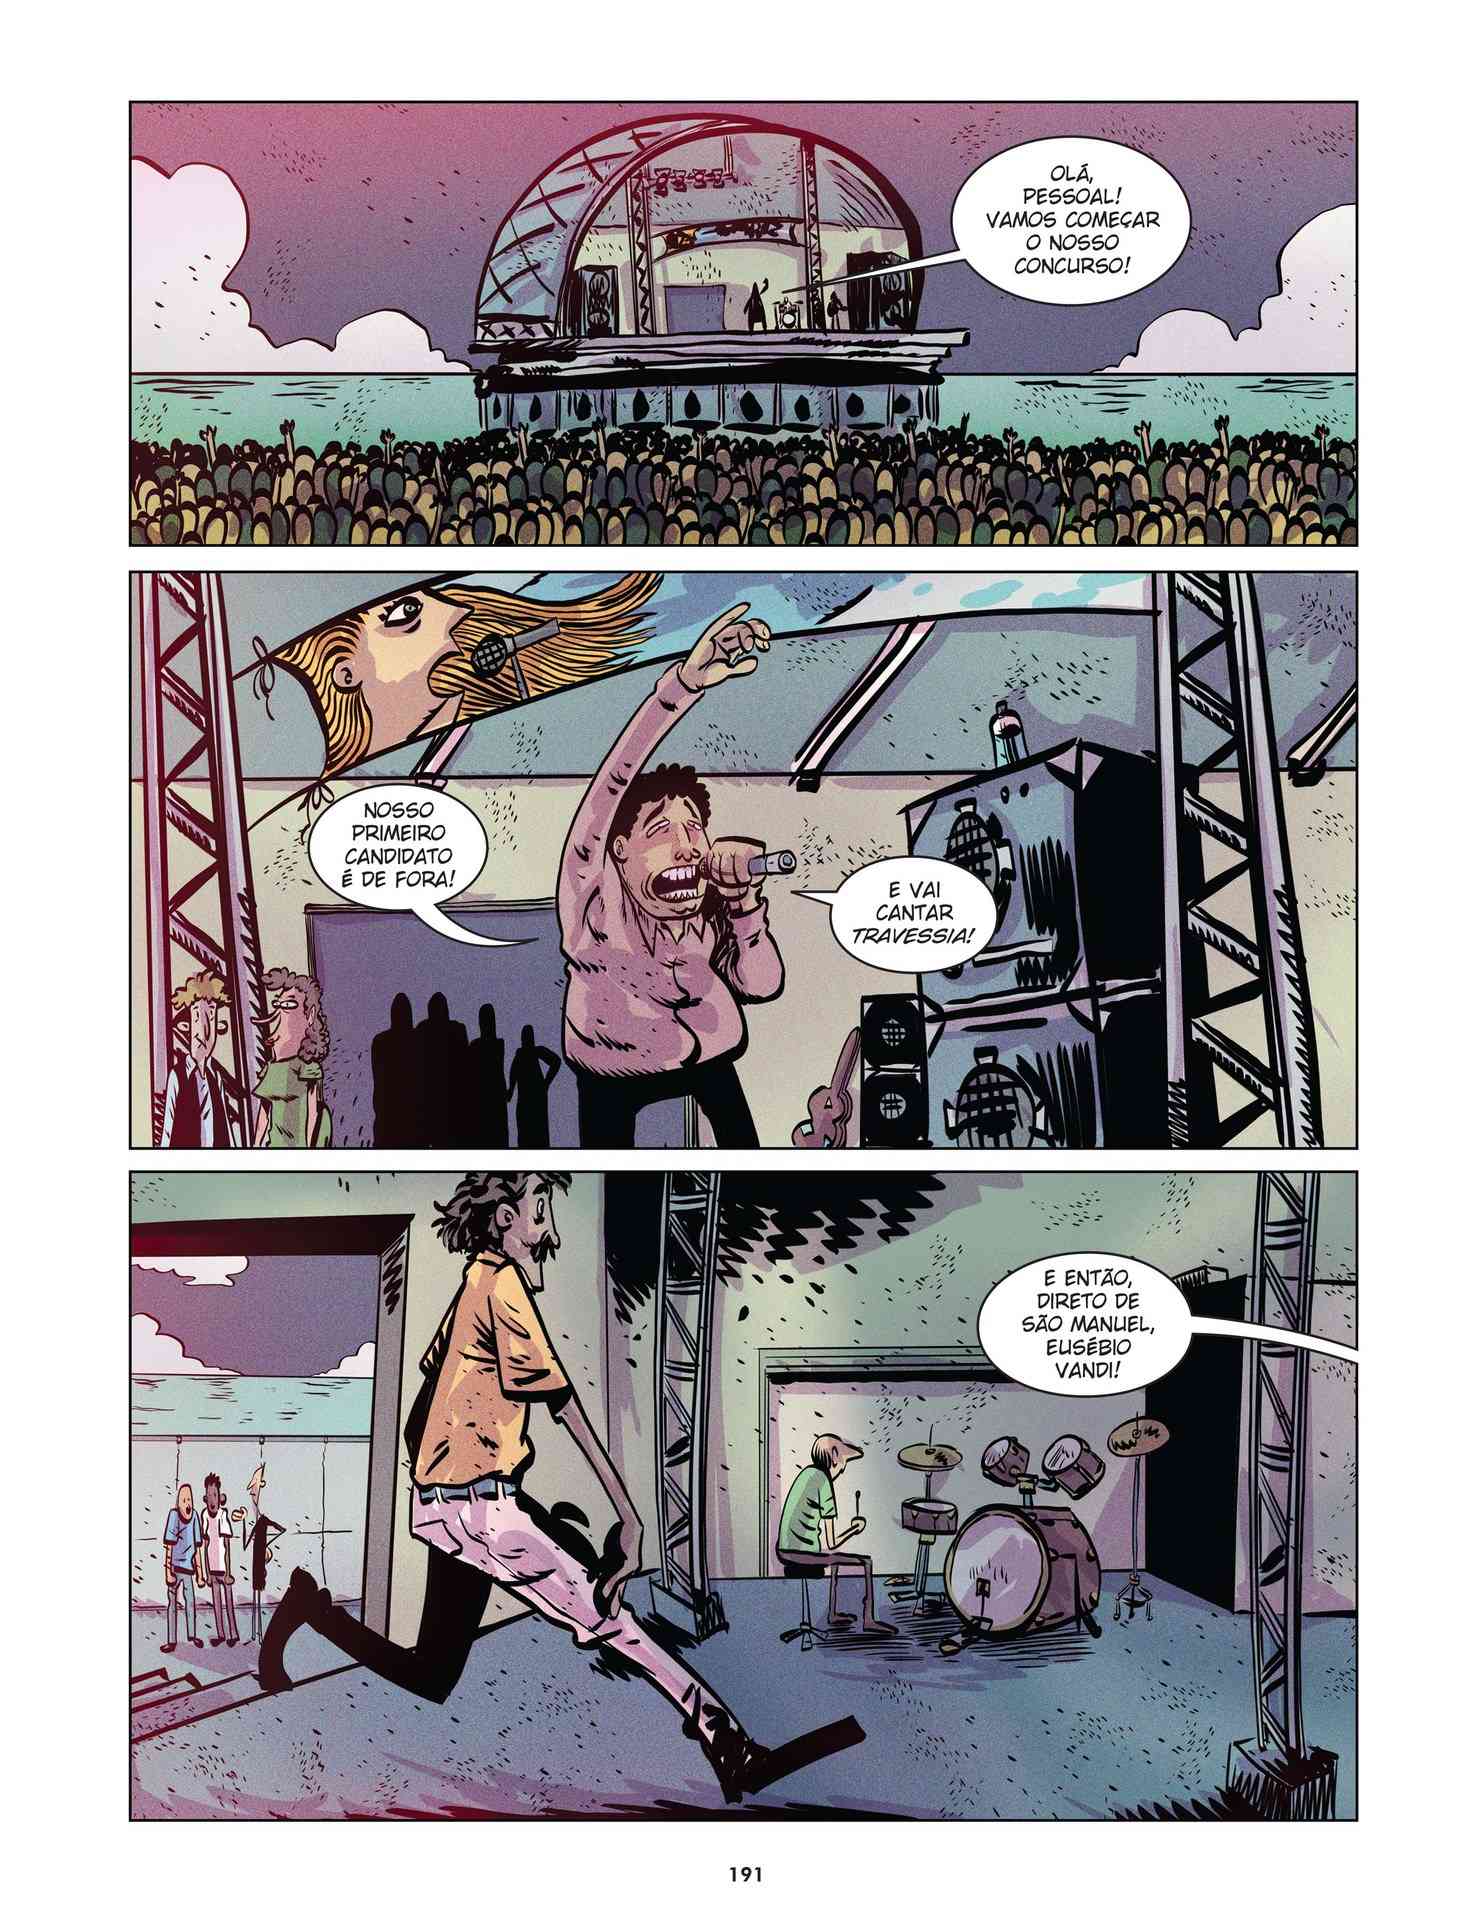 OLÁ,
PESSOAL!
VAMOS COMEÇAR
O NOSSO
CONCURSO!
NOSSO
PRIMEIRO
CANDIDATO
É DE FORA!
E VAI
CANTAR
TRAVESSIA!
E ENTÃO,
DIRETO DE
SÃO MANUEL,
EUSÉBIO
VANDI!
191